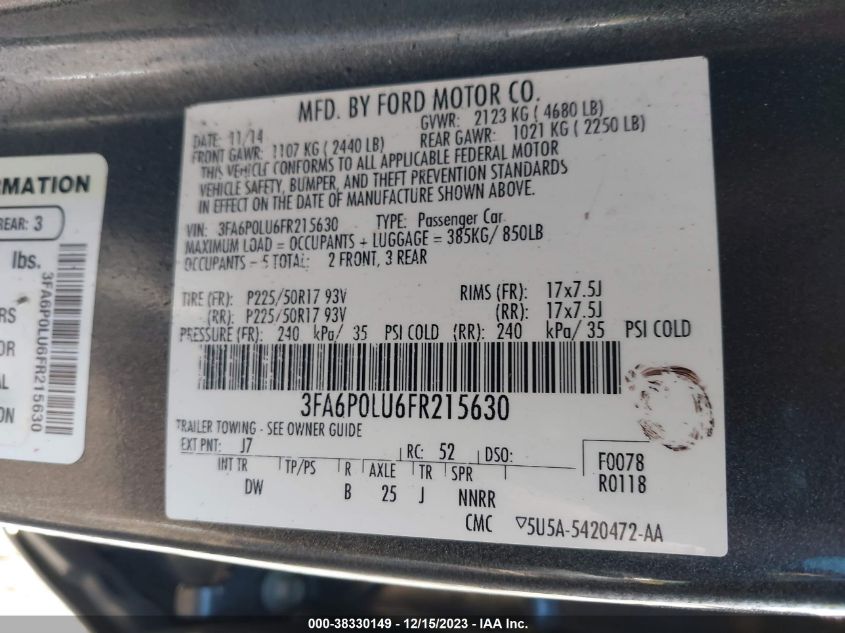 MFD. BY FORD MOTOR CO.
DATE: 11/14 GVWR: 2123 KG ( 4680 LB)
FRONT GAWR: 1107 KG ( 2440 LB) REAR GAWR: 1021 KG ( 2250 LB)
THIS VEHICLE CONFORMS TO ALL APPLICABLE FEDERAL MOTOR
VEHICLE SAFETY, BUMPER, AND THEFT PREVENTION STANDARDS
IN EFFECT ON THE DATE OF MANUFACTURE SHOWN ABOVE.
VIN: 3FA6P0LU6FR215630 TYPE: Passenger Car
MAXIMUM LOAD = OCCUPANTS + LUGGAGE = 385KG/ 850LB
OCCUPANTS - 5 TOTAL: 2 FRONT, 3 REAR
TIRE (FR): P225/50R17 93V RIMS (FR): 17x7.5J
(RR): P225/50R17 93V (RR): 17x7.5J
PRESSURE (FR): 240 kPa/ 35 PSI COLD (RR): 240 kPa/ 35 PSI COLD
3FA6P0LU6FR215630
TRAILER TOWING - SEE OWNER GUIDE
EXT PNT: J7 RC: 52 DSO:
INT TR TP/PS R AXLE TR SPR
DW B 25 J NNRR
F0078
R0118
CMC ▽5U5A-5420472-AA
RMATION
REAR: 3
lbs.
RS
OR
AL
ON
3FA6P0LU6FR215630
000-38330149 - 12/15/2023 - IAA Inc.